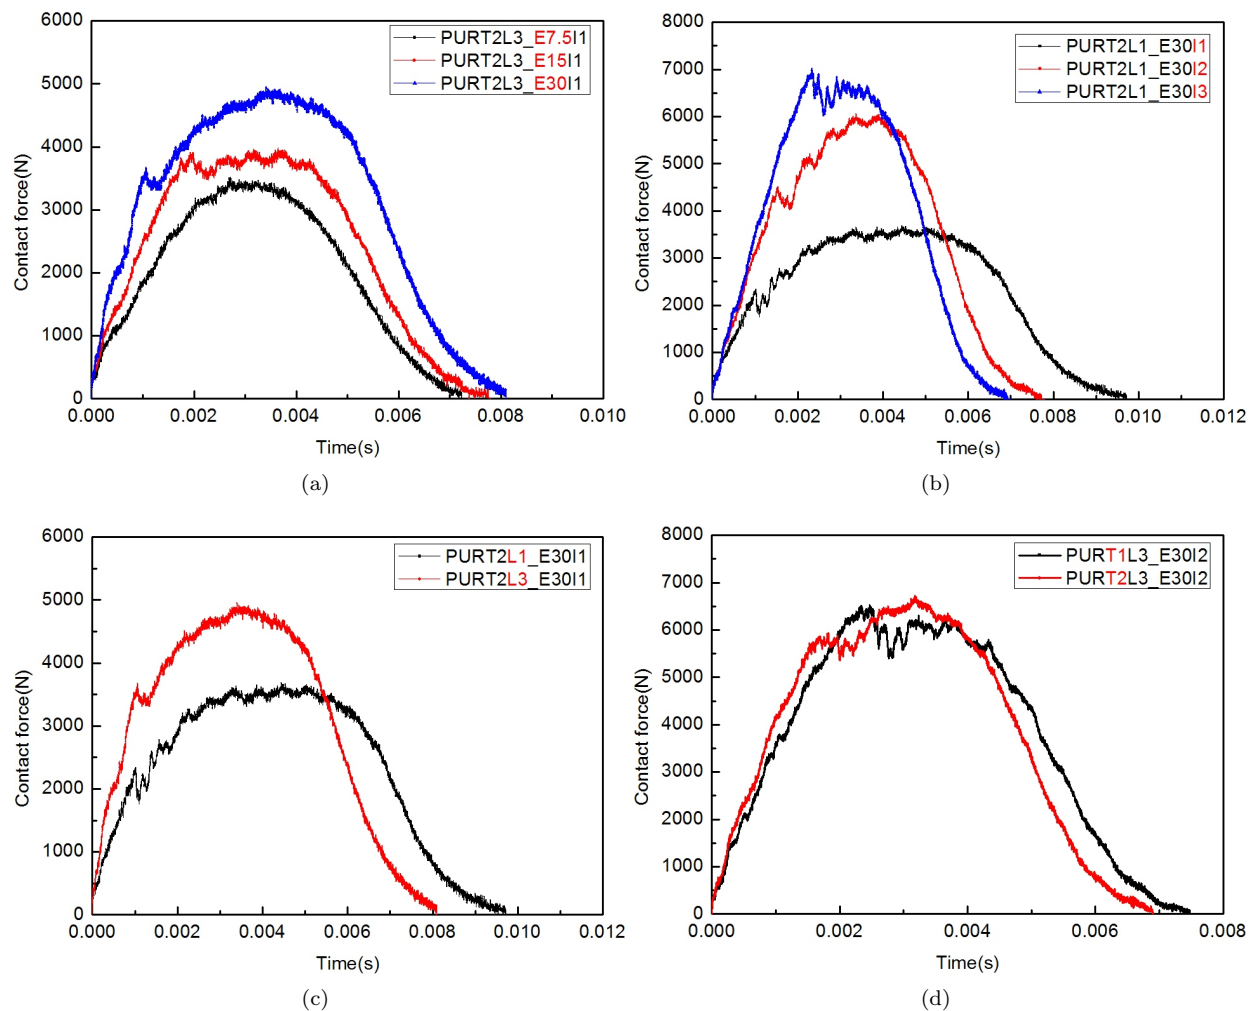 6000
5000
4000
3000
2000
1000
0
0.000 0.002 0.004 0.006 0.008 0.010
Contact force(N)
Time(s)
PURT2L3_E7.5I1
PURT2L3_E15I1
PURT2L3_E30I1
(a)
8000
7000
6000
5000
4000
3000
2000
1000
0
0.000 0.002 0.004 0.006 0.008 0.010 0.012
Contact force(N)
Time(s)
PURT2L1_E30I1
PURT2L1_E30I2
PURT2L1_E30I3
(b)
6000
5000
4000
3000
2000
1000
0
0.000 0.002 0.004 0.006 0.008 0.010 0.012
Contact force(N)
Time(s)
PURT2L1_E30I1
PURT2L3_E30I1
(c)
8000
7000
6000
5000
4000
3000
2000
1000
0
0.000 0.002 0.004 0.006 0.008
Contact force(N)
Time(s)
PURT1L3_E30I2
PURT2L3_E30I2
(d)